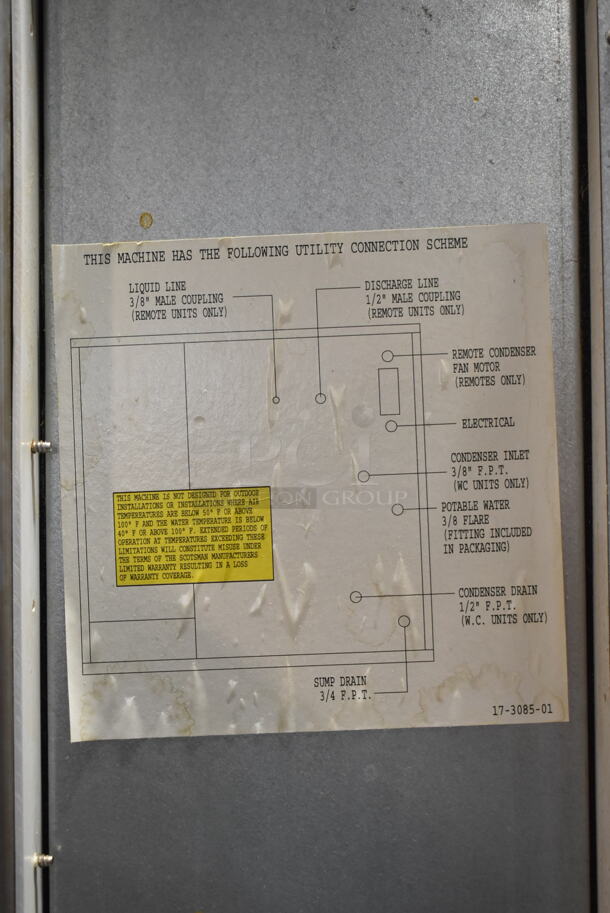 THIS MACHINE HAS THE FOLLOWING UTILITY CONNECTION SCHEME
LIQUID LINE
3/8" MALE COUPLING
(REMOTE UNITS ONLY)
DISCHARGE LINE
1/2" MALE COUPLING
(REMOTE UNITS ONLY)
REMOTE CONDENSER
FAN MOTOR
(REMOTES ONLY)
ELECTRICAL
CONDENSER INLET
3/8" F.P.T.
(WC UNITS ONLY)
POTABLE WATER
3/8 FLARE
(FITTING INCLUDED
IN PACKAGING)
THIS MACHINE IS NOT DESIGNED FOR OUTDOOR
INSTALLATIONS OR INSTALLATIONS WHERE AIR
TEMPEREATURES ARE BELOW 50° F OR ABOVE
100° F AND THE WATER TEMPERATURE IS BELOW
40° F OR ABOVE 100° F. EXTENDED PERIODS OF
OPERATION AT TEMPERATURES EXCEEDING THESE
LIMITATIONS WILL CONSTITUTE MISUSE UNDER
THE TERMS OF THE SCOTSMAN MANUFACTURERS
LIMITED WARRANTY RESULTING IN A LOSS
OF WARRANTY COVERAGE.
CONDENSER DRAIN
1/2" F.P.T.
(W.C. UNITS ONLY)
SUMP DRAIN
3/4 F.P.T.
17-3085-01
pci
GROUP